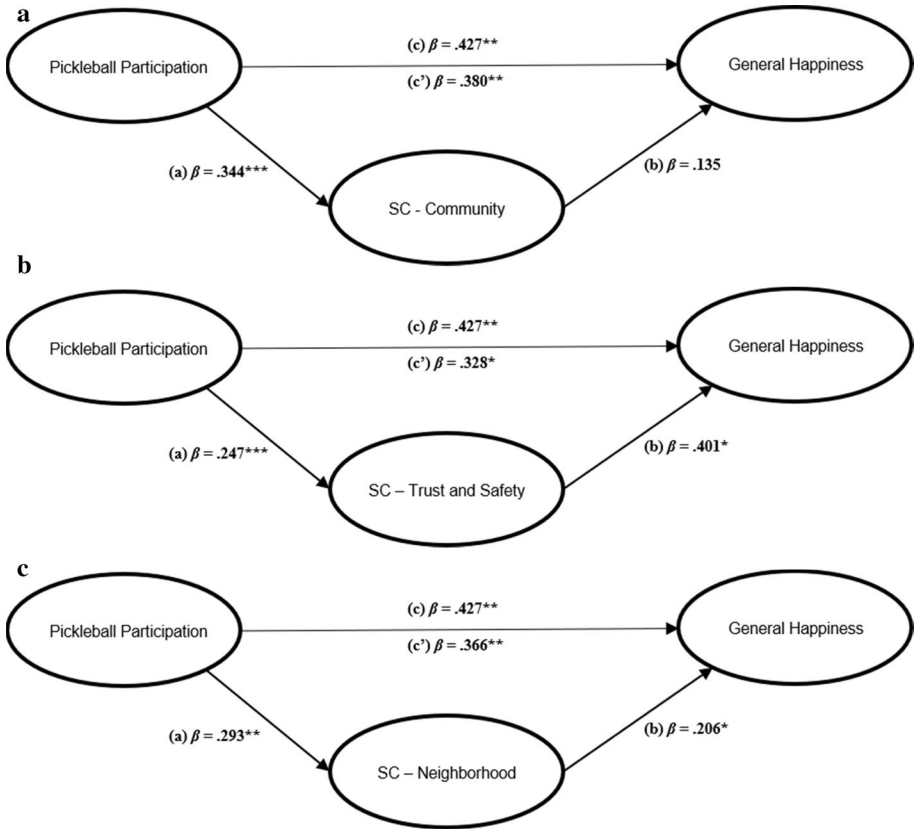 a
(c) β = .427**
Pickleball Participation
General Happiness
(c’) β = .380**
(a) β = .344***
(b) β = .135
SC - Community
b
(c) β = .427**
Pickleball Participation
General Happiness
(c’) β = .328*
(a) β = .247***
(b) β = .401*
SC – Trust and Safety
c
(c) β = .427**
Pickleball Participation
General Happiness
(c’) β = .366**
(a) β = .293**
(b) β = .206*
SC – Neighborhood